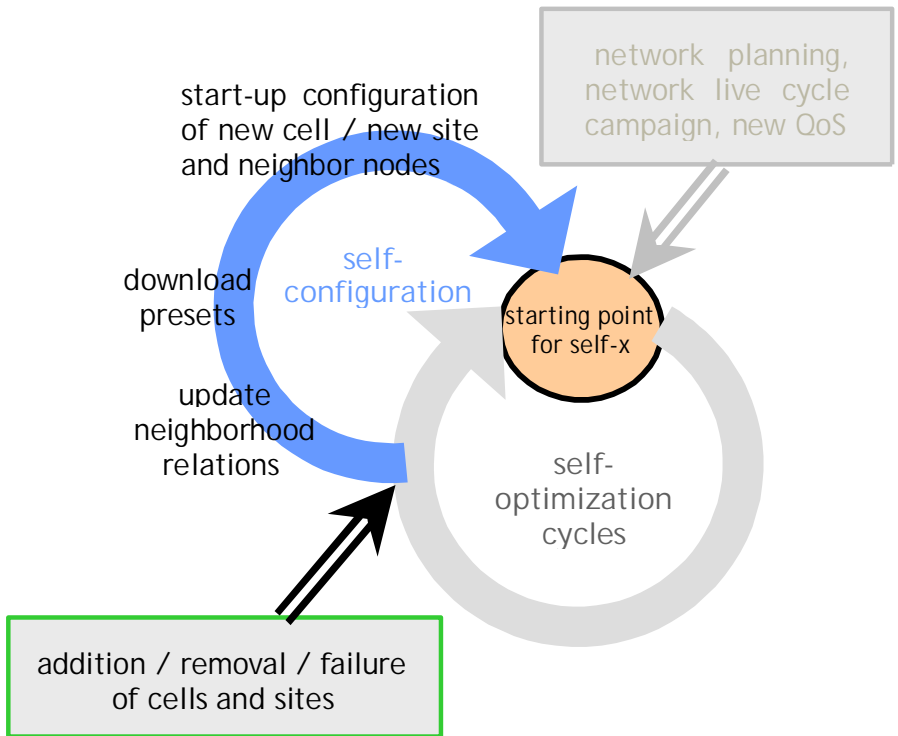 network planning,
network live cycle
campaign, new QoS
start-up configuration
of new cell / new site
and neighbor nodes
self-
configuration
download
presets
starting point
for self-x
update
neighborhood
relations
self-
optimization
cycles
addition / removal / failure
of cells and sites